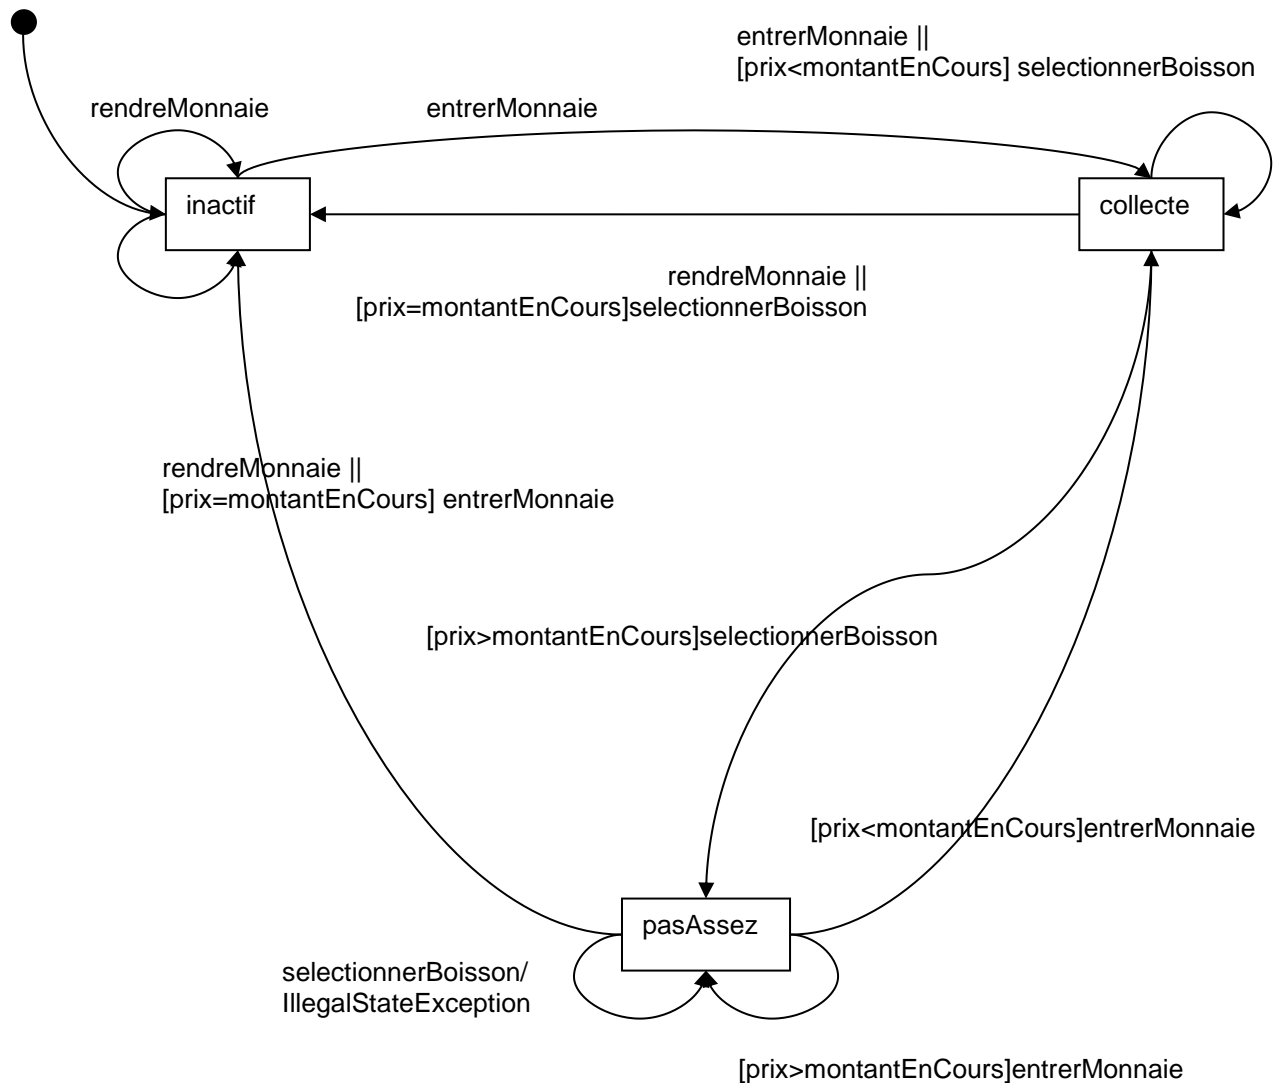 entrerMonnaie ||
[prix<montantEnCours] selectionnerBoisson
rendreMonnaie
entrerMonnaie
inactif
collecte
rendreMonnaie ||
[prix=montantEnCours]selectionnerBoisson
rendreMonnaie ||
[prix=montantEnCours] entrerMonnaie
[prix>montantEnCours]selectionnerBoisson
[prix<montantEnCours]entrerMonnaie
pasAssez
selectionnerBoisson/
IllegalStateException
[prix>montantEnCours]entrerMonnaie